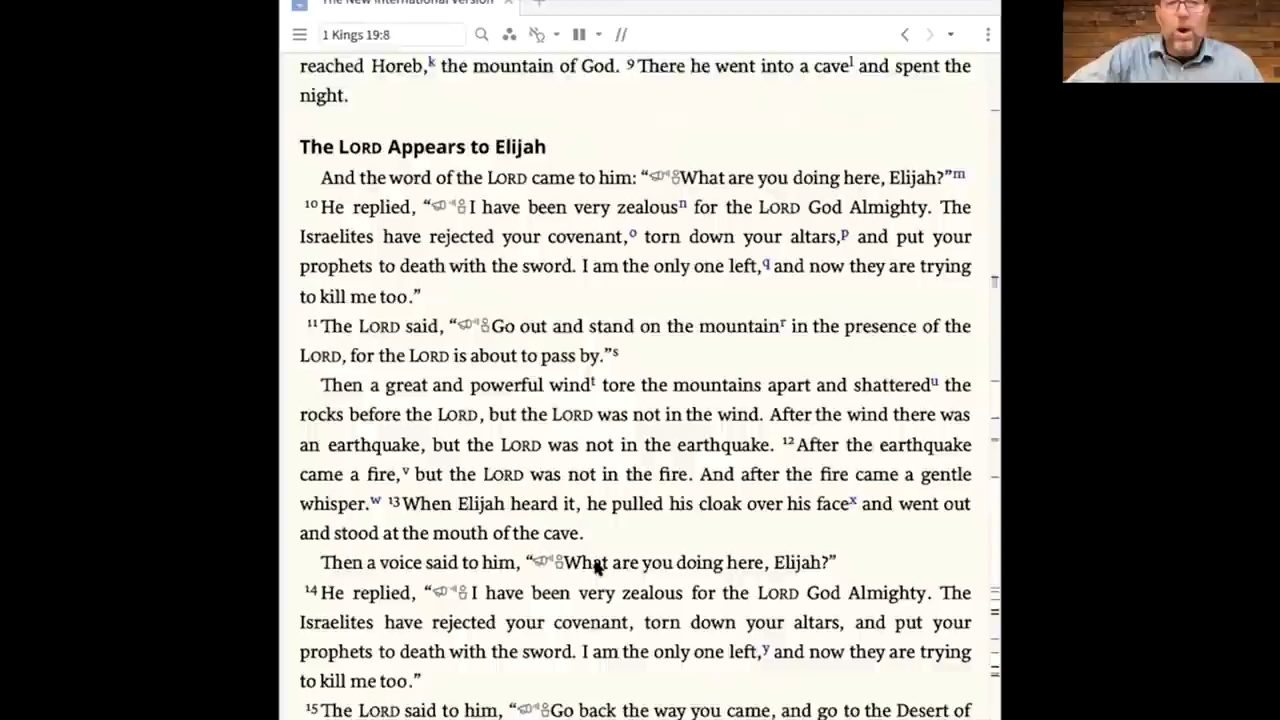 The New International Version
1 Kings 19:8
reached Horeb,k the mountain of God. 9 There he went into a cavel and spent the
night.
The LORD Appears to Elijah
And the word of the LORD came to him: “What are you doing here, Elijah?”m
10 He replied, “I have been very zealousn for the LORD God Almighty. The
Israelites have rejected your covenant,o torn down your altars,p and put your
prophets to death with the sword. I am the only one left,q and now they are trying
to kill me too.”
11 The LORD said, “Go out and stand on the mountainr in the presence of the
LORD, for the LORD is about to pass by.”s
Then a great and powerful windt tore the mountains apart and shatteredu the
rocks before the LORD, but the LORD was not in the wind. After the wind there was
an earthquake, but the LORD was not in the earthquake. 12 After the earthquake
came a fire,v but the LORD was not in the fire. And after the fire came a gentle
whisper.w 13 When Elijah heard it, he pulled his cloak over his facex and went out
and stood at the mouth of the cave.
Then a voice said to him, “What are you doing here, Elijah?”
14 He replied, “I have been very zealous for the LORD God Almighty. The
Israelites have rejected your covenant, torn down your altars, and put your
prophets to death with the sword. I am the only one left,y and now they are trying
to kill me too.”
15 The LORD said to him, “Go back the way you came, and go to the Desert of